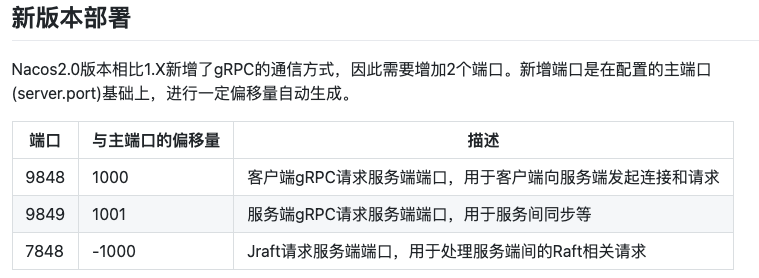 新版本部署
Nacos2.0版本相比1.X新增了gRPC的通信方式，因此需要增加2个端口。新增端口是在配置的主端口
(server.port)基础上，进行一定偏移量自动生成。
端口 与主端口的偏移量 描述
9848 1000 客户端gRPC请求服务端端口，用于客户端向服务端发起连接和请求
9849 1001 服务端gRPC请求服务端端口，用于服务间同步等
7848 -1000 Jraft请求服务端端口，用于处理服务端间的Raft相关请求